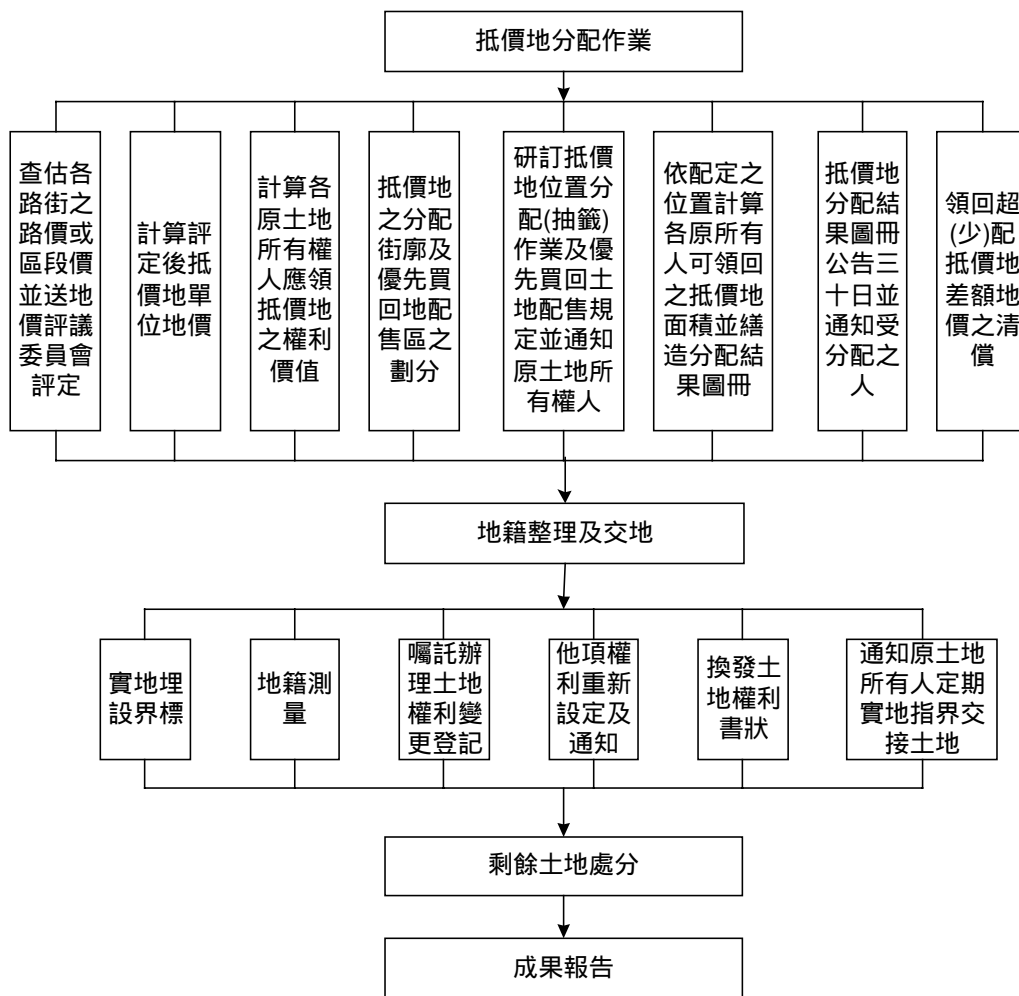 抵價地分配作業
查估各
路街之
路價或
區段價
並送地
價評議
委員會
評定
計算評
定後抵
價地單
位地價
計算各
原土地
所有權
人應領
抵價地
之權利
價值
抵價地
之分配
街廓及
優先買
回地配
售區之
劃分
研訂抵價
地位置分
配(抽籤)
作業及優
先買回土
地配售規
定並通知
原土地所
有權人
依配定之
位置計算
各原所有
人可領回
之抵價地
面積並繕
造分配結
果圖冊
抵價地
分配結
果圖冊
公告三
十日並
通知受
分配之
人
領回超
(少)配
抵價地
差額地
價之清
償
地籍整理及交地
實地埋
設界標
地籍測
量
囑託辦
理土地
權利變
更登記
他項權
利重新
設定及
通知
換發土
地權利
書狀
通知原土地
所有人定期
實地指界交
接土地
剩餘土地處分
成果報告